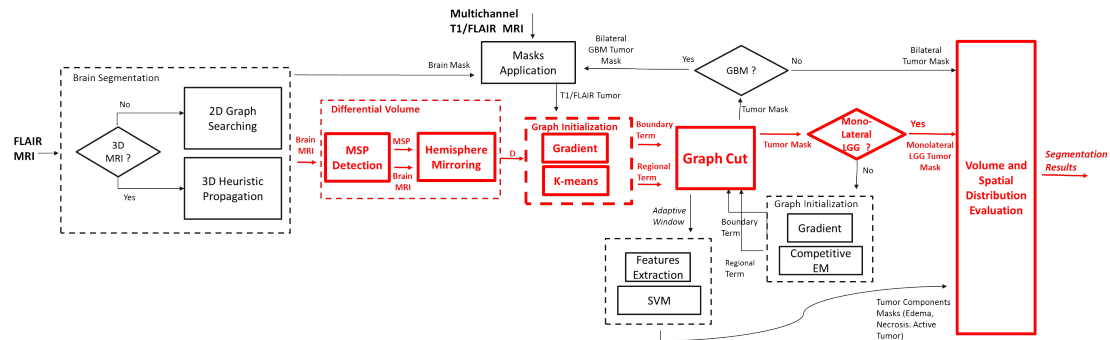 Multichannel
T1/FLAIR MRI
Brain Segmentation
FLAIR
MRI
3D
MRI ?
No
Yes
2D Graph
Searching
3D Heuristic
Propagation
Brain Mask
Masks
Application
T1/FLAIR Tumor
Bilateral
GBM Tumor
Mask
Yes
GBM ?
No
Bilateral
Tumor Mask
Tumor Mask
Brain
MRI
Differential Volume
MSP
Detection
MSP
Brain
MRI
Hemisphere
Mirroring
D
Graph Initialization
Gradient
K-means
Boundary
Term
Regional
Term
Graph Cut
Tumor Mask
Mono-
Lateral
LGG ?
Yes
Monolateral
LGG Tumor
Mask
No
Volume and
Spatial
Distribution
Evaluation
Segmentation
Results
Adaptive
Window
Boundary
Term
Regional
Term
Graph Initialization
Gradient
Competitive
EM
Features
Extraction
SVM
Tumor Components
Masks (Edema,
Necrosis. Active
Tumor)